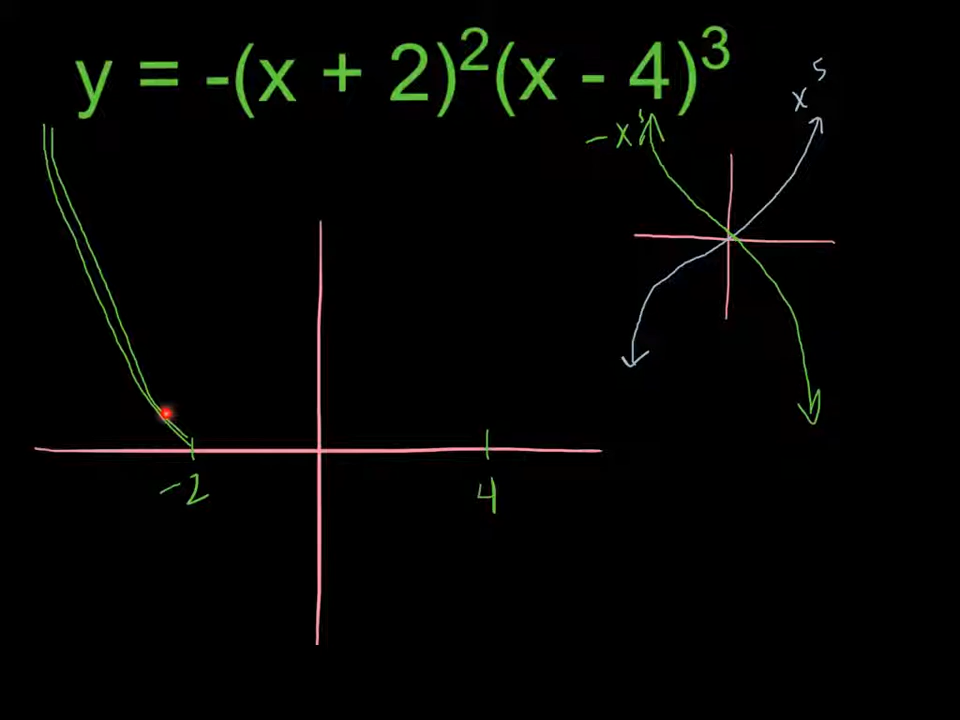 y = -(x + 2)²(x - 4)³
x⁵
-x⁵
-2
4